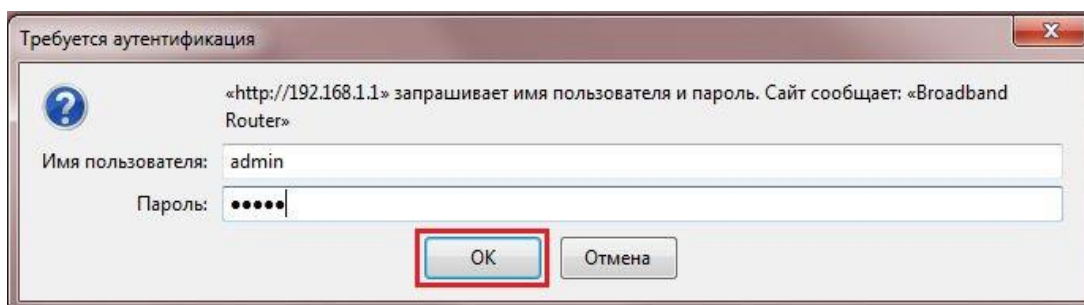 Требуется аутентификация
«http://192.168.1.1» запрашивает имя пользователя и пароль. Сайт сообщает: «Broadband
Router»
Имя пользователя: admin
Пароль: •••••
OK Отмена